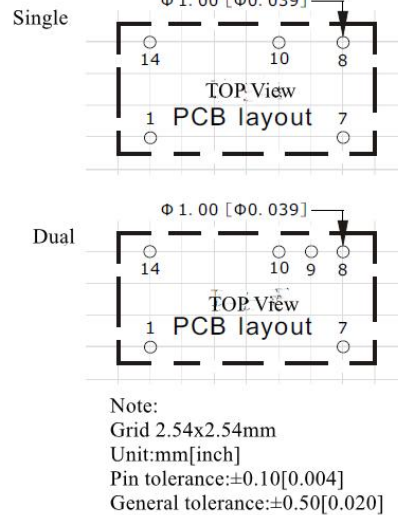 Φ1.00 [Φ0.039]
Single
14 10 8
TOP View
1 PCB layout 7
Φ1.00 [Φ0.039]
Dual
14 10 9 8
TOP View
1 PCB layout 7
Note:
Grid 2.54x2.54mm
Unit:mm[inch]
Pin tolerance:±0.10[0.004]
General tolerance:±0.50[0.020]